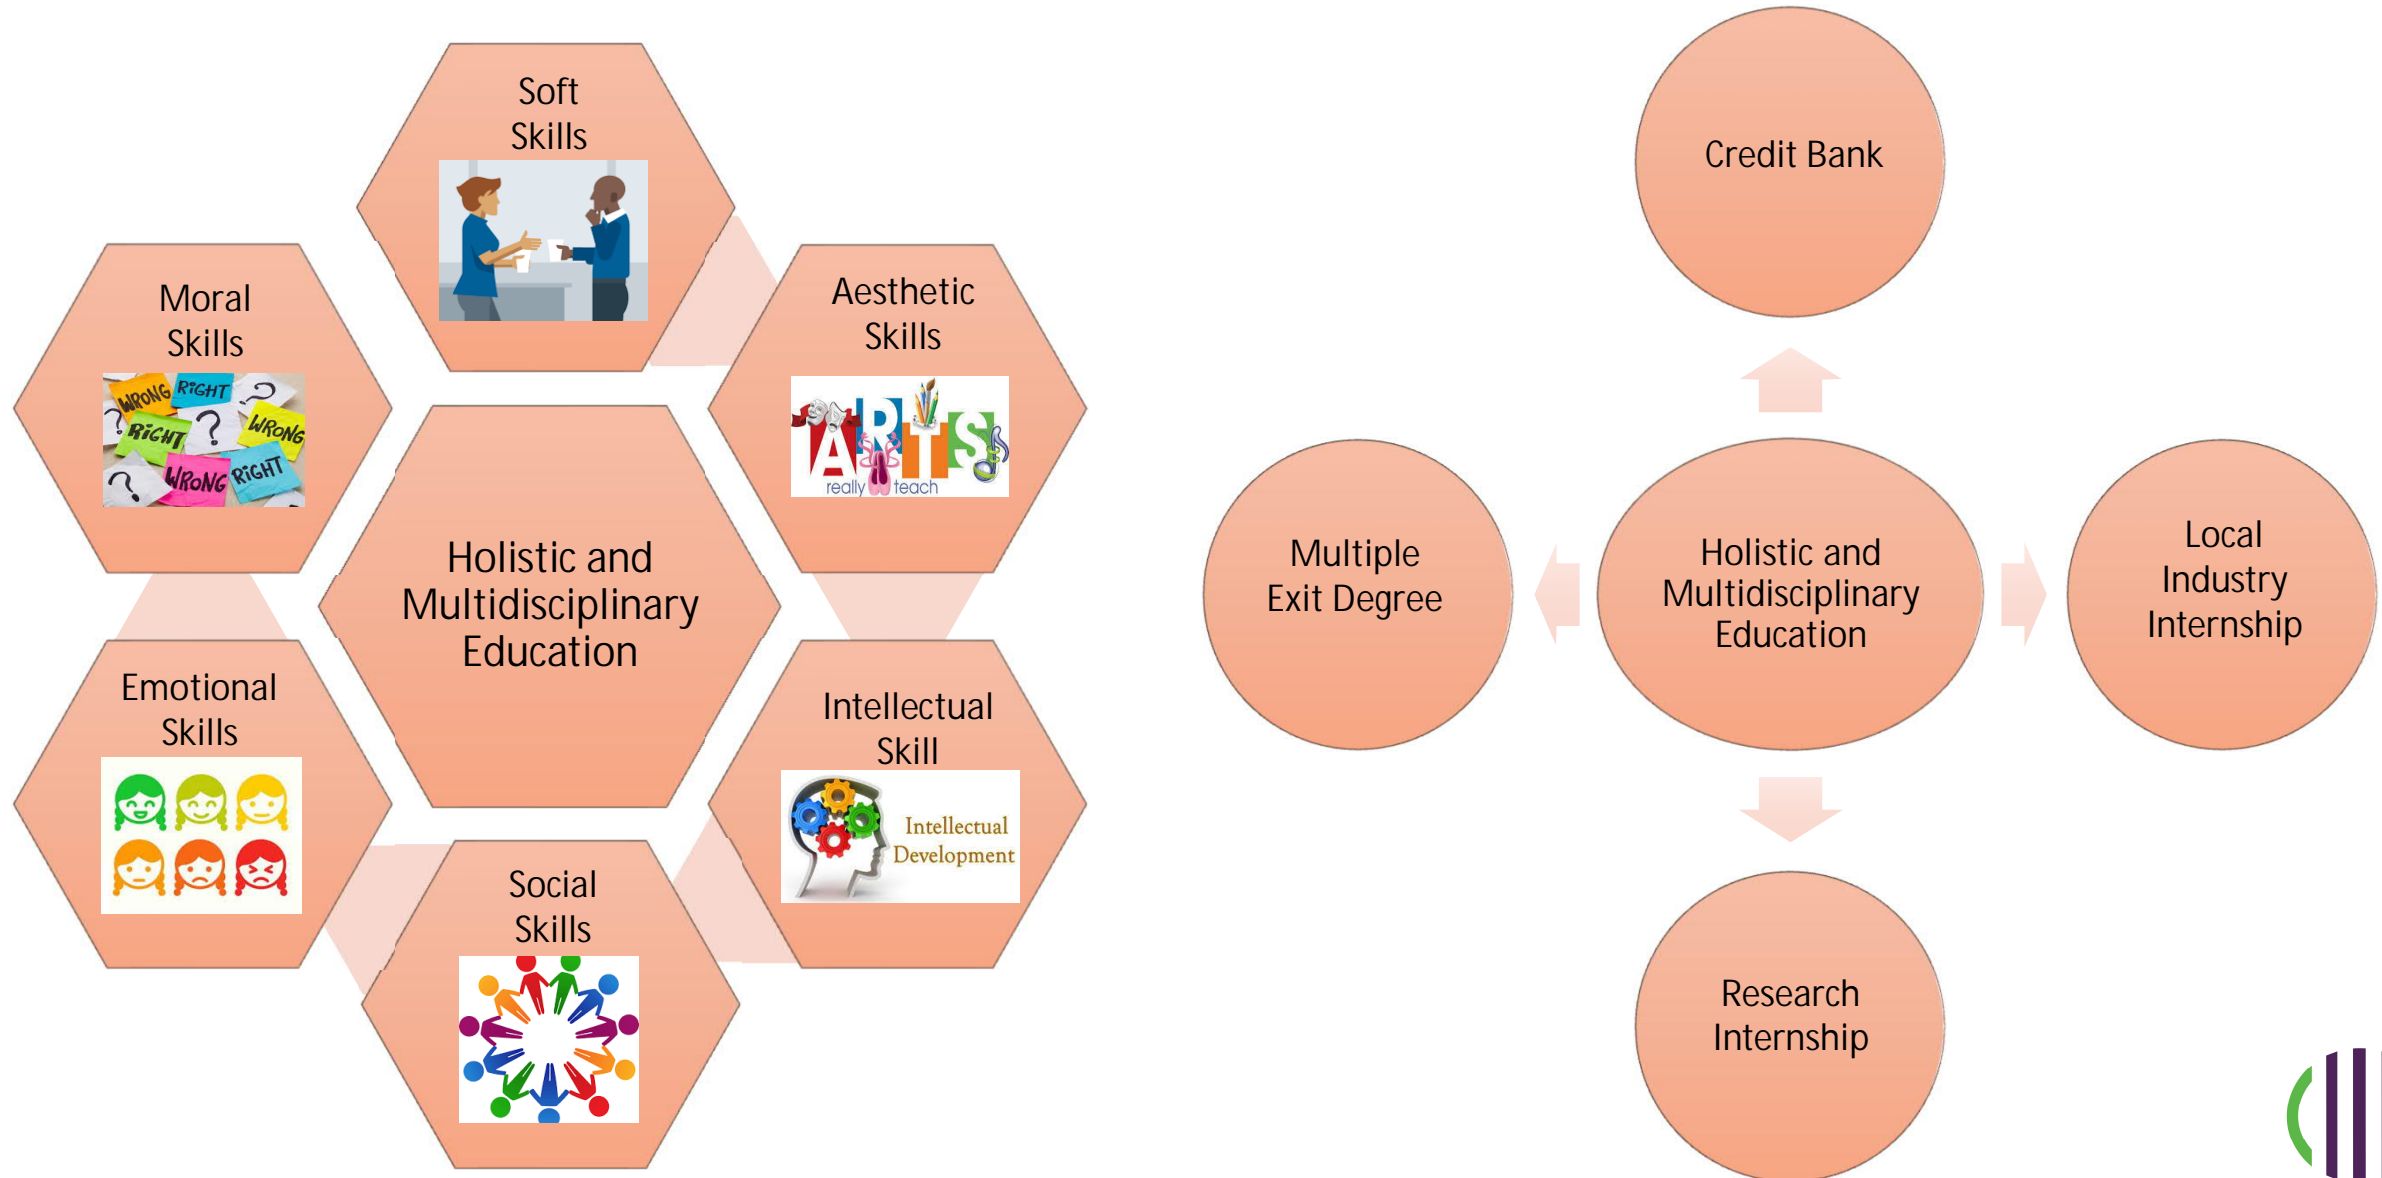 Soft
Skills
Moral
Skills
WRONG
RIGHT
?
?
RIGHT
?
WRONG
?
WRONG
RIGHT
Aesthetic
Skills
ARTS
really teach
Holistic and
Multidisciplinary
Education
Emotional
Skills
Intellectual
Skill
Intellectual
Development
Social
Skills
Credit Bank
Multiple
Exit Degree
Holistic and
Multidisciplinary
Education
Local
Industry
Internship
Research
Internship